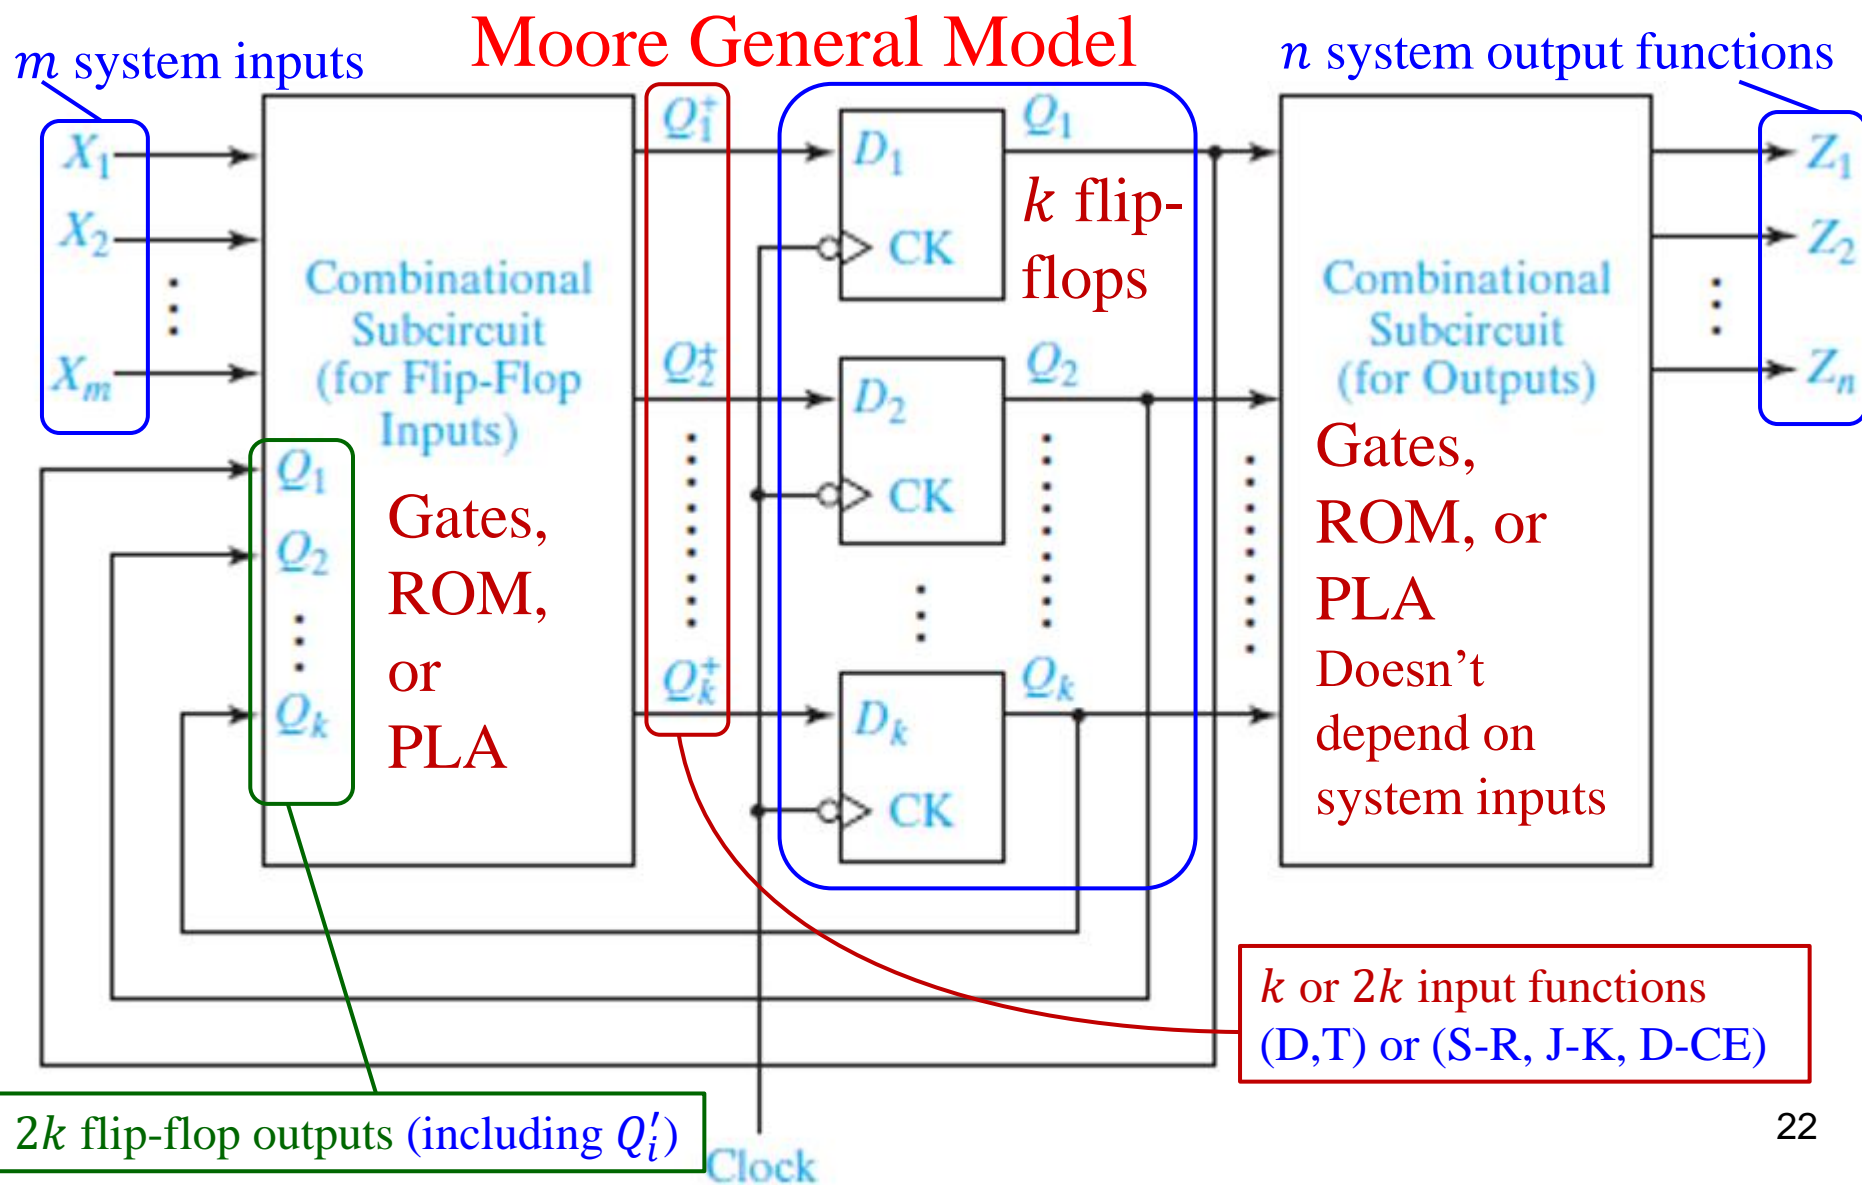 Moore General Model
𝑚 system inputs
𝑛 system output functions
X₁
X₂
⋮
Xₘ
Combinational
Subcircuit
(for Flip-Flop
Inputs)
Q₁
Q₂
⋮
Qₖ
Gates,
ROM,
or
PLA
Q₁⁺
Q₂⁺
Qₖ⁺
D₁
CK
Q₁
𝑘 flip-
flops
D₂
CK
Q₂
⋮
Dₖ
CK
Qₖ
Combinational
Subcircuit
(for Outputs)
Gates,
ROM, or
PLA
Doesn’t
depend on
system inputs
Z₁
Z₂
⋮
Zₙ
𝑘 or 2𝑘 input functions
(D,T) or (S-R, J-K, D-CE)
2𝑘 flip-flop outputs (including 𝑄ᵢ′)
Clock
22